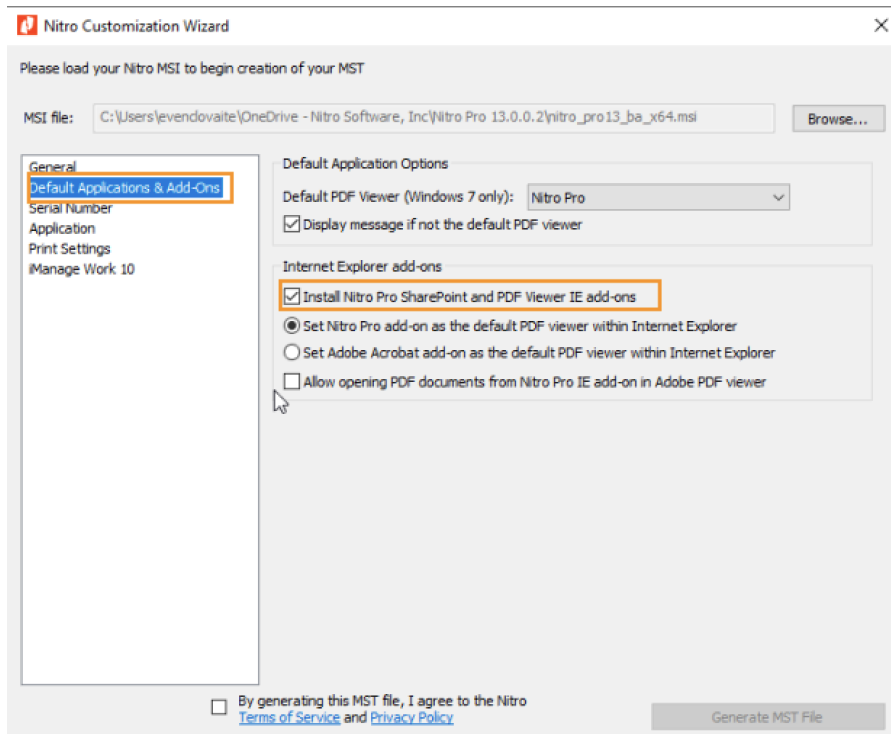 Nitro Customization Wizard
Please load your Nitro MSI to begin creation of your MST
MSI file: C:\Users\evendovaite\OneDrive - Nitro Software, Inc\Nitro Pro 13.0.0.2\nitro_pro13_ba_x64.msi Browse...
General
Default Applications & Add-Ons
Serial Number
Application
Print Settings
iManage Work 10
Default Application Options
Default PDF Viewer (Windows 7 only): Nitro Pro
Display message if not the default PDF viewer
Internet Explorer add-ons
Install Nitro Pro SharePoint and PDF Viewer IE add-ons
Set Nitro Pro add-on as the default PDF viewer within Internet Explorer
Set Adobe Acrobat add-on as the default PDF viewer within Internet Explorer
Allow opening PDF documents from Nitro Pro IE add-on in Adobe PDF viewer
By generating this MST file, I agree to the Nitro
Terms of Service and Privacy Policy
Generate MST File